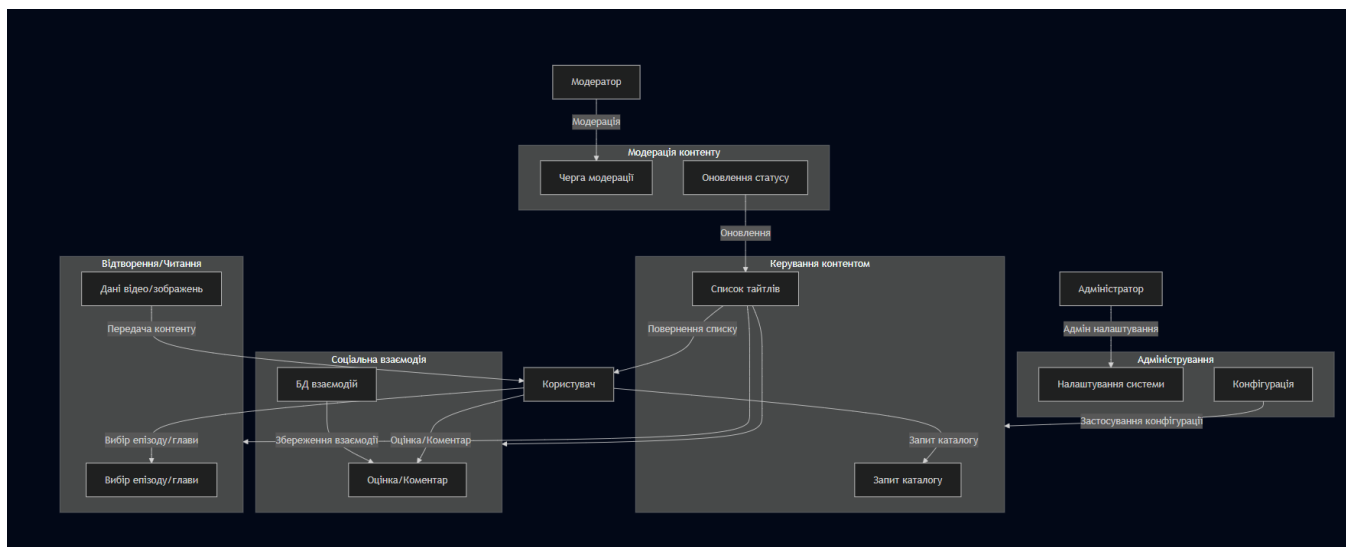 Модератор
Модерація
Модерація контенту
Черга модерації
Оновлення статусу
Оновлення
Відтворення/Читання
Керування контентом
Дані відео/зображень
Список тайтлів
Адміністратор
Передача контенту
Повернення списку
Адмін налаштування
Соціальна взаємодія
Адміністрування
БД взаємодій
Користувач
Налаштування системи
Конфігурація
Застосування конфігурації
Вибір епізоду/глави
Збереження взаємодії
Оцінка/Коментар
Запит каталогу
Вибір епізоду/глави
Оцінка/Коментар
Запит каталогу